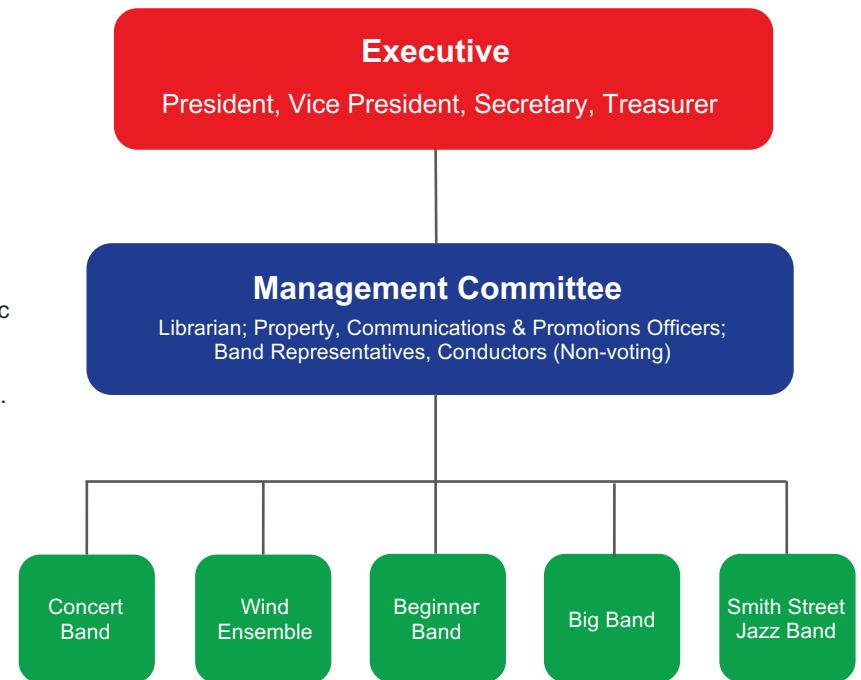 Executive
President, Vice President, Secretary, Treasurer
Management Committee
c
Librarian; Property, Communications & Promotions Officers;
Band Representatives, Conductors (Non-voting)
.
Concert
Band
Wind
Ensemble
Beginner
Band
Big Band
Smith Street
Jazz Band